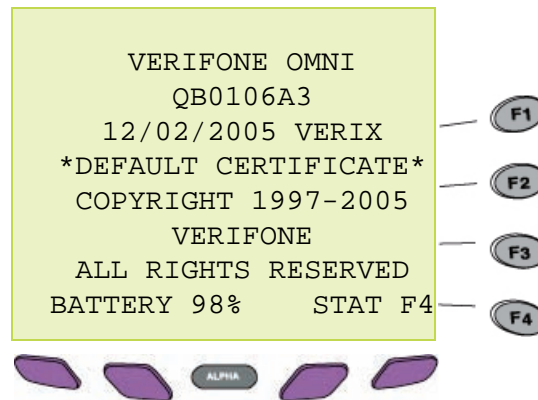 VERIFONE OMNI
QB0106A3
12/02/2005 VERIX
*DEFAULT CERTIFICATE*
COPYRIGHT 1997-2005
VERIFONE
ALL RIGHTS RESERVED
BATTERY 98% STAT F4
F1
F2
F3
F4
ALPHA